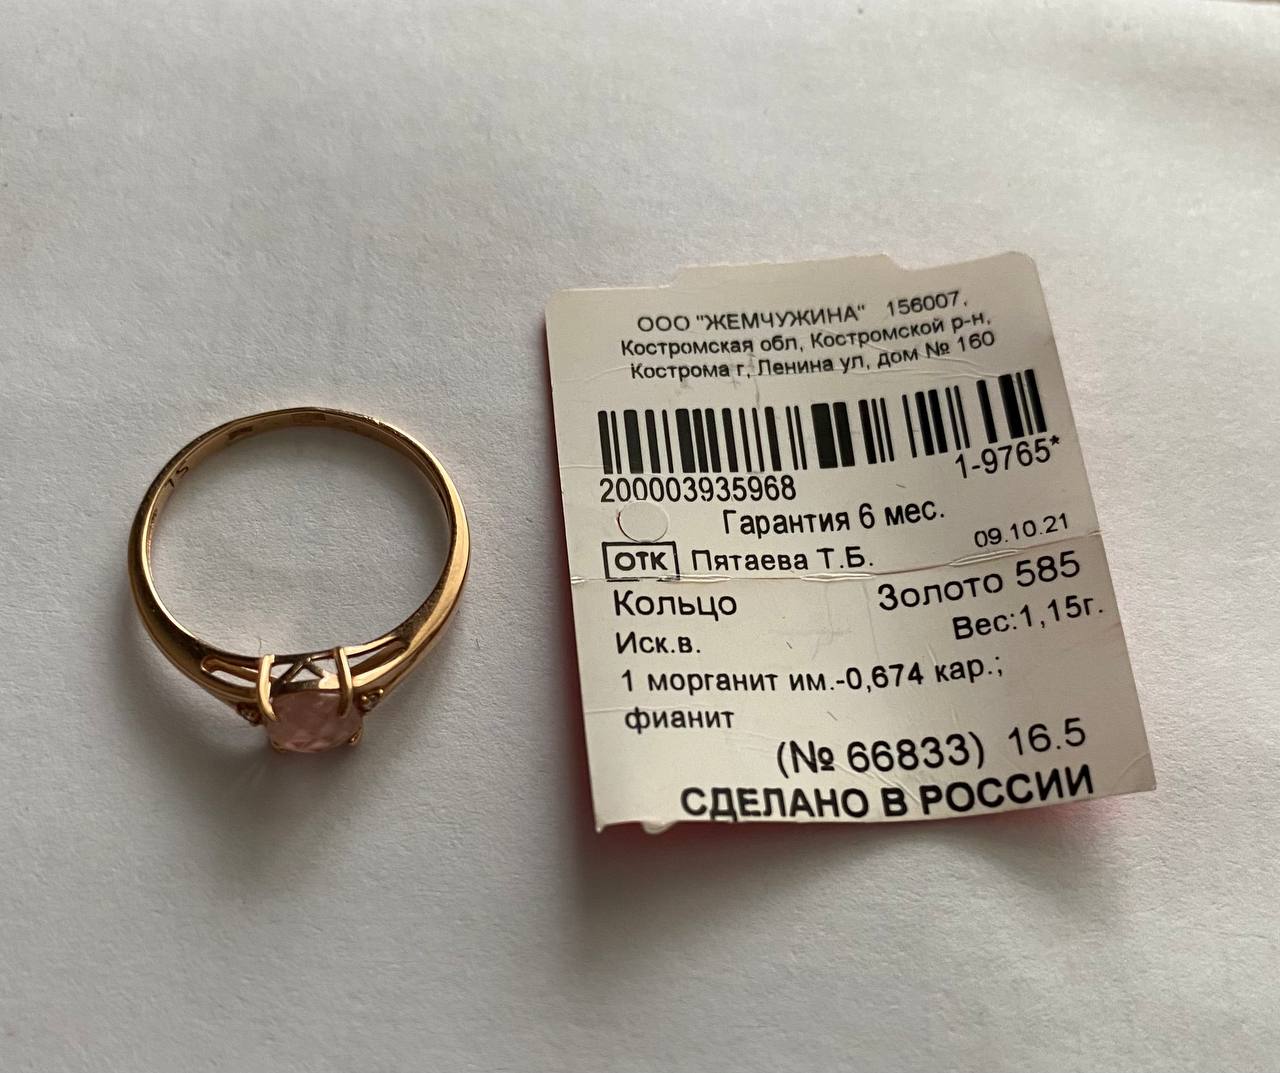 ООО "ЖЕМЧУЖИНА" 156007,
Костромская обл, Костромской р-н,
Кострома г, Ленина ул, дом № 160
200003935968 1-9765*
Гарантия 6 мес.
ОТК Пятаева Т.Б. 09.10.21
Кольцо Золото 585
Иск.в. Вес:1,15г.
1 морганит им.-0,674 кар.;
фианит
(№ 66833) 16.5
СДЕЛАНО В РОССИИ